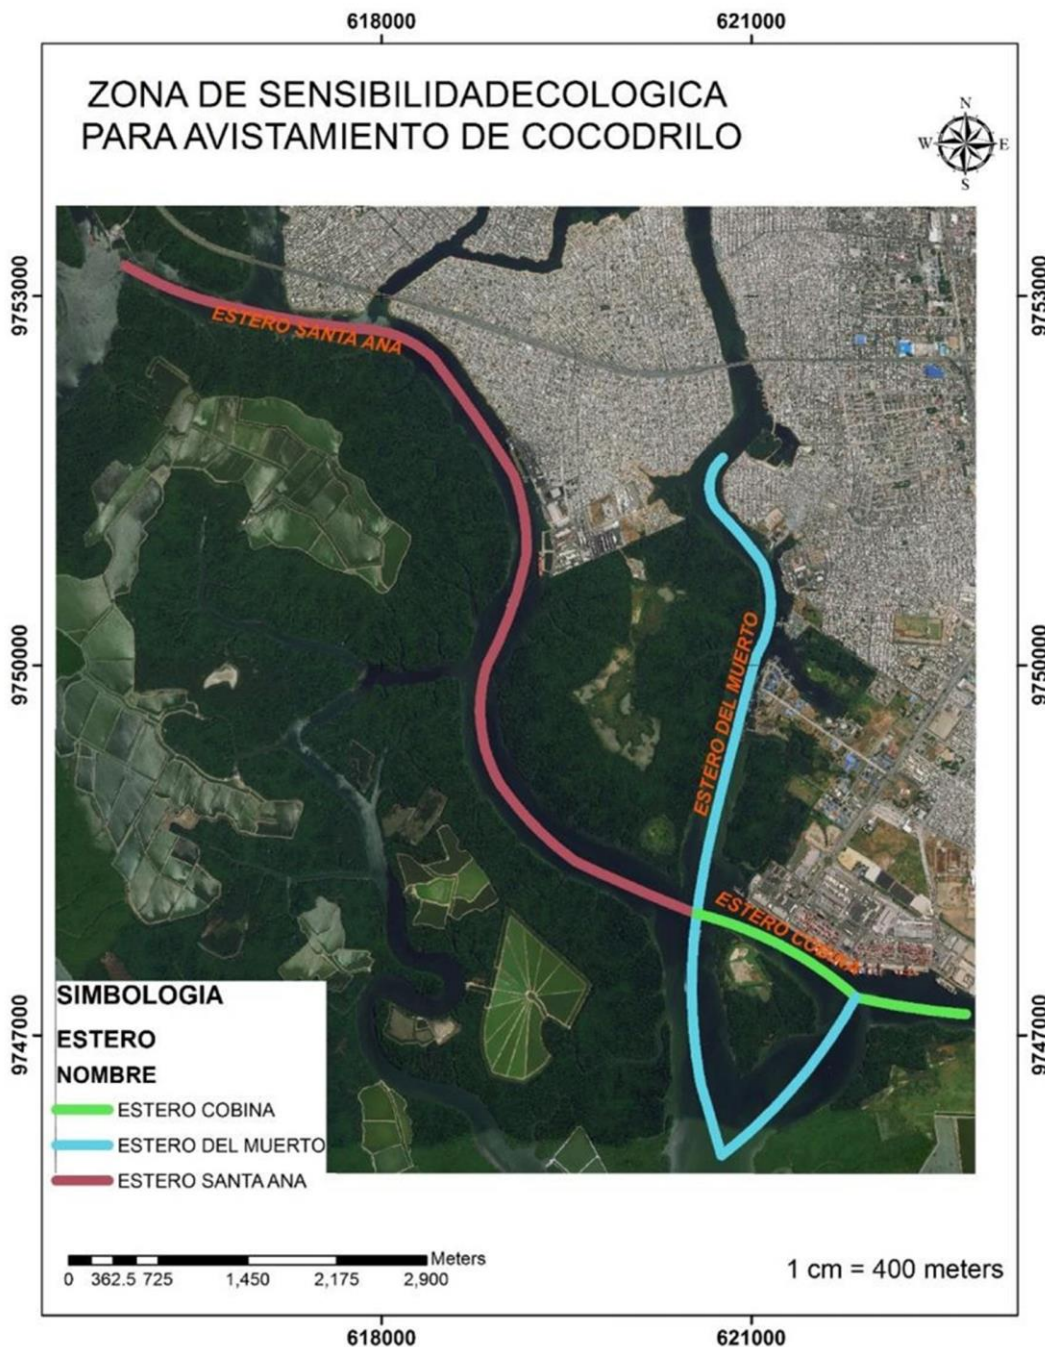 618000 621000
ZONA DE SENSIBILIDADECOLOGICA
PARA AVISTAMIENTO DE COCODRILO
N
W E
S
9753000 9753000
ESTERO SANTA ANA
9750000 9750000
ESTERO DEL MUERTO
ESTERO COBINA
9747000 9747000
SIMBOLOGIA
ESTERO
NOMBRE
ESTERO COBINA
ESTERO DEL MUERTO
ESTERO SANTA ANA
Meters
0 362.5 725 1,450 2,175 2,900
1 cm = 400 meters
618000 621000